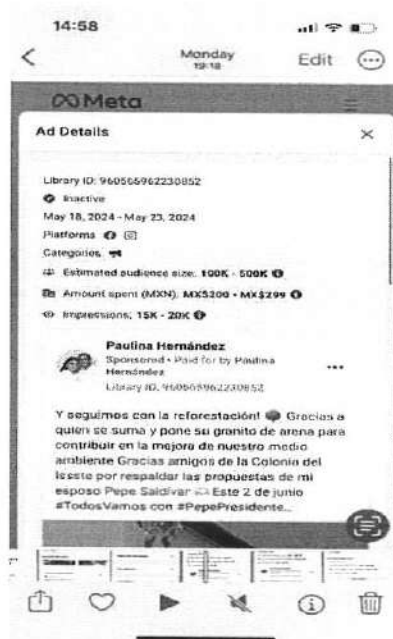 14:58
Monday
19:18
Edit
Meta
Ad Details
Library ID: 960565962230852
Inactive
May 18, 2024 - May 23, 2024
Platforms
Categories
Estimated audience size: 100K - 500K
Amount spent (MXN): MX$200 - MX$299
Impressions: 15K - 20K
Paulina Hernández
Sponsored • Paid for by Paulina
Hernández
Library ID: 960565962230852
Y seguimos con la reforestación! Gracias a
quien se suma y pone su granito de arena para
contribuir en la mejora de nuestro medio
ambiente Gracias amigos de la Colonia del
Issste por respaldar las propuestas de mi
esposo Pepe Saldívar Este 2 de junio
#TodosVamos con #PepePresidente...